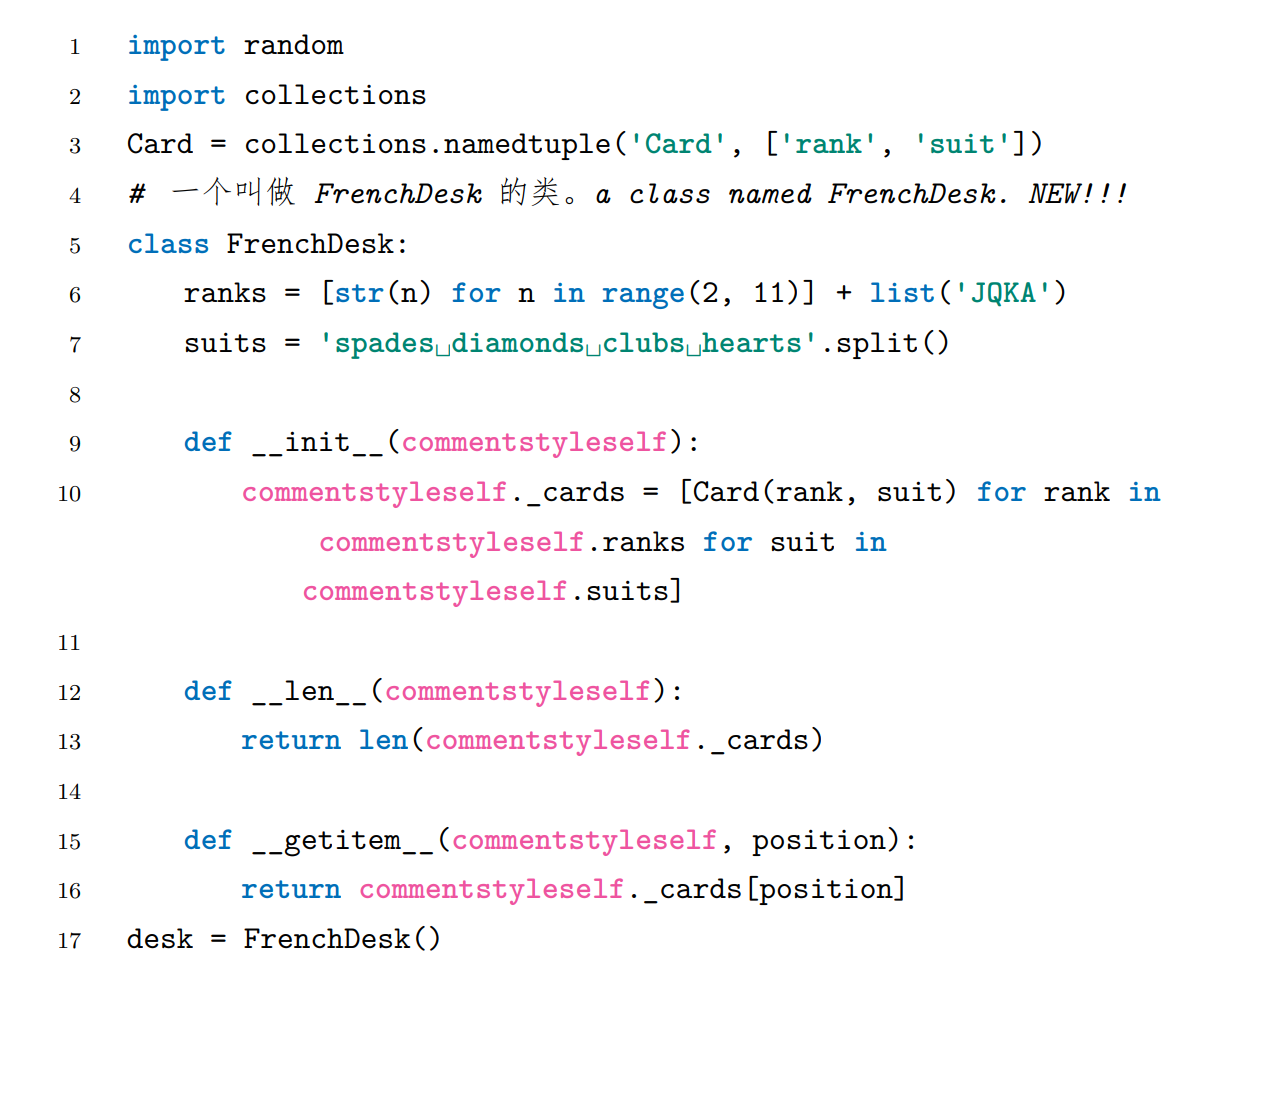 1 import random
2 import collections
3 Card = collections.namedtuple('Card', ['rank', 'suit'])
4 # 一个叫做 FrenchDesk 的类。a class named FrenchDesk. NEW!!!
5 class FrenchDesk:
6 ranks = [str(n) for n in range(2, 11)] + list('JQKA')
7 suits = 'spades␣diamonds␣clubs␣hearts'.split()
8
9 def __init__(commentstyleself):
10 commentstyleself._cards = [Card(rank, suit) for rank in
commentstyleself.ranks for suit in
commentstyleself.suits]
11
12 def __len__(commentstyleself):
13 return len(commentstyleself._cards)
14
15 def __getitem__(commentstyleself, position):
16 return commentstyleself._cards[position]
17 desk = FrenchDesk()